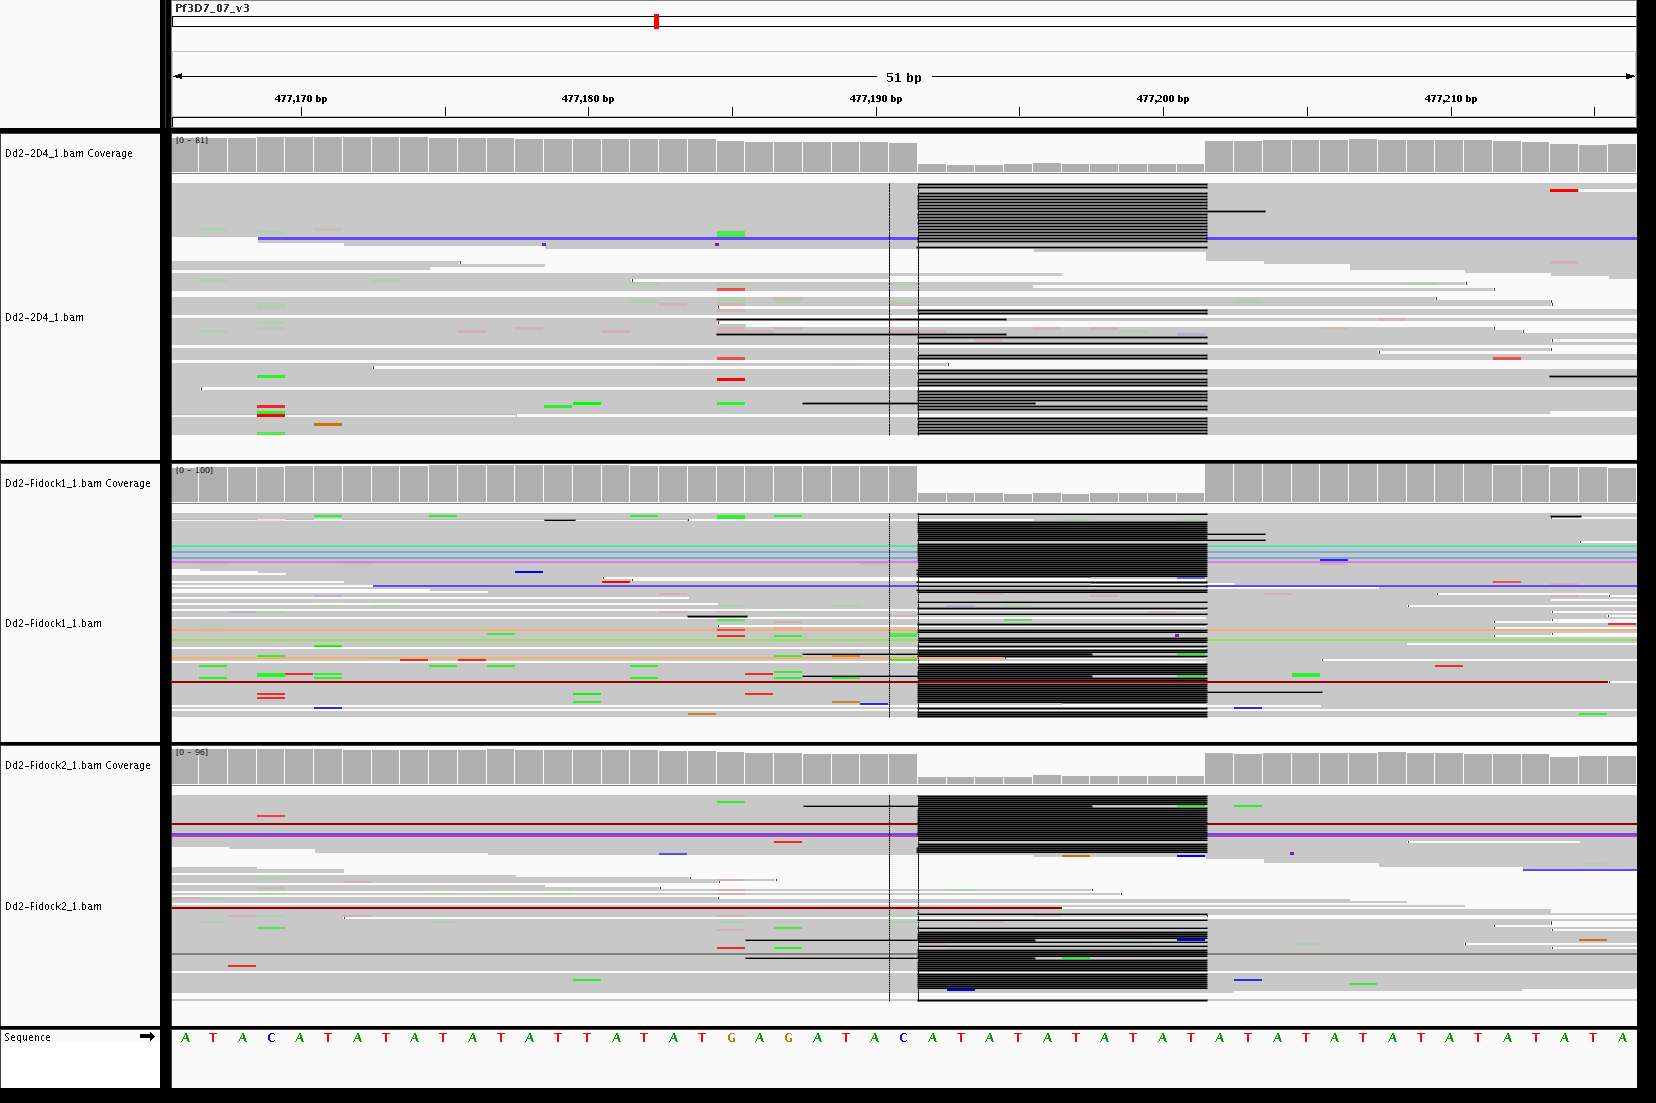 Pf3D7_07_v3
51 bp
477,170 bp 477,180 bp 477,190 bp 477,200 bp 477,210 bp
[0 - 81]
Dd2-2D4_1.bam Coverage
Dd2-2D4_1.bam
[0 - 100]
Dd2-Fidock1_1.bam Coverage
Dd2-Fidock1_1.bam
[0 - 96]
Dd2-Fidock2_1.bam Coverage
Dd2-Fidock2_1.bam
Sequence A T A C A T A T A T A T A T T A T A T G A G A T A C A T A T A T A T A T A T A T A T A T A T A T A T A